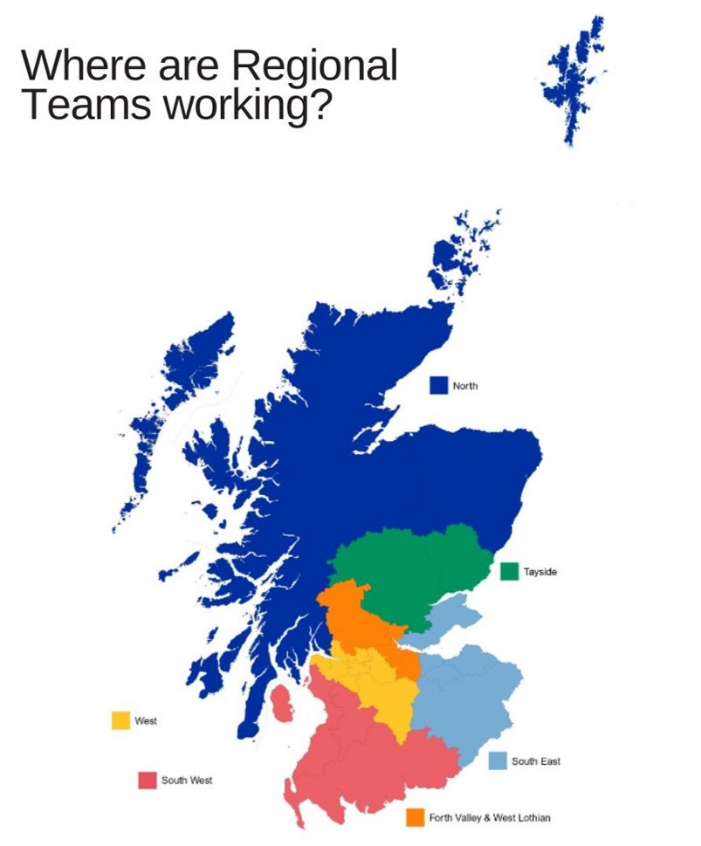 Where are Regional
Teams working?
North
Tayside
West
South East
South West
Forth Valley & West Lothian